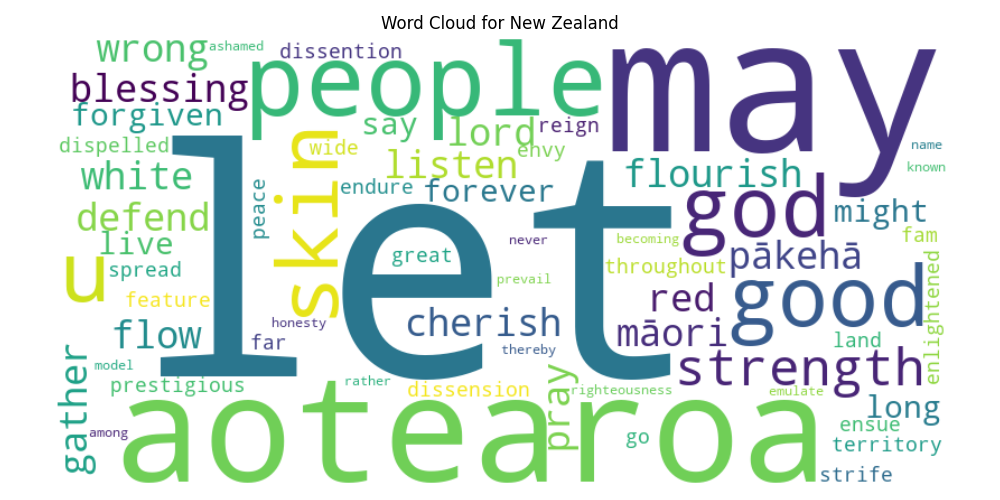 Word Cloud for New Zealand
wrong
ashamed
dissention
people
may
blessing
forgiven
say
lord
reign
envy
name
known
dispelled
wide
skin
listen
flourish
white
peace
endure
forever
god
might
defend
let
live
great
never
becoming
fam
u
spread
throughout
pākehā
prevail
feature
red
good
enlightened
flow
far
honesty
cherish
māori
land
thereby
model
strength
gather
prestigious
rather
dissension
pray
righteousness
emulate
long
among
aotearoa
go
ensue
territory
strife